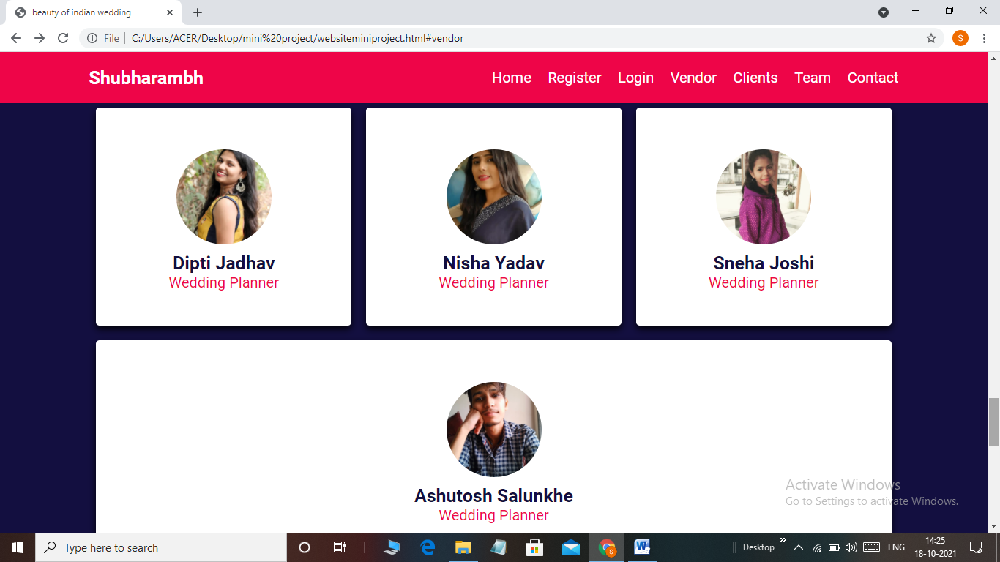 beauty of indian wedding
File C:/Users/ACER/Desktop/mini%20project/websiteminiproject.html#vendor
S
Shubharambh Home Register Login Vendor Clients Team Contact
Dipti Jadhav Nisha Yadav Sneha Joshi
Wedding Planner Wedding Planner Wedding Planner
Ashutosh Salunkhe
Wedding Planner
Activate Windows
Go to Settings to activate Windows.
Type here to search
Desktop
ENG
14:25
18-10-2021